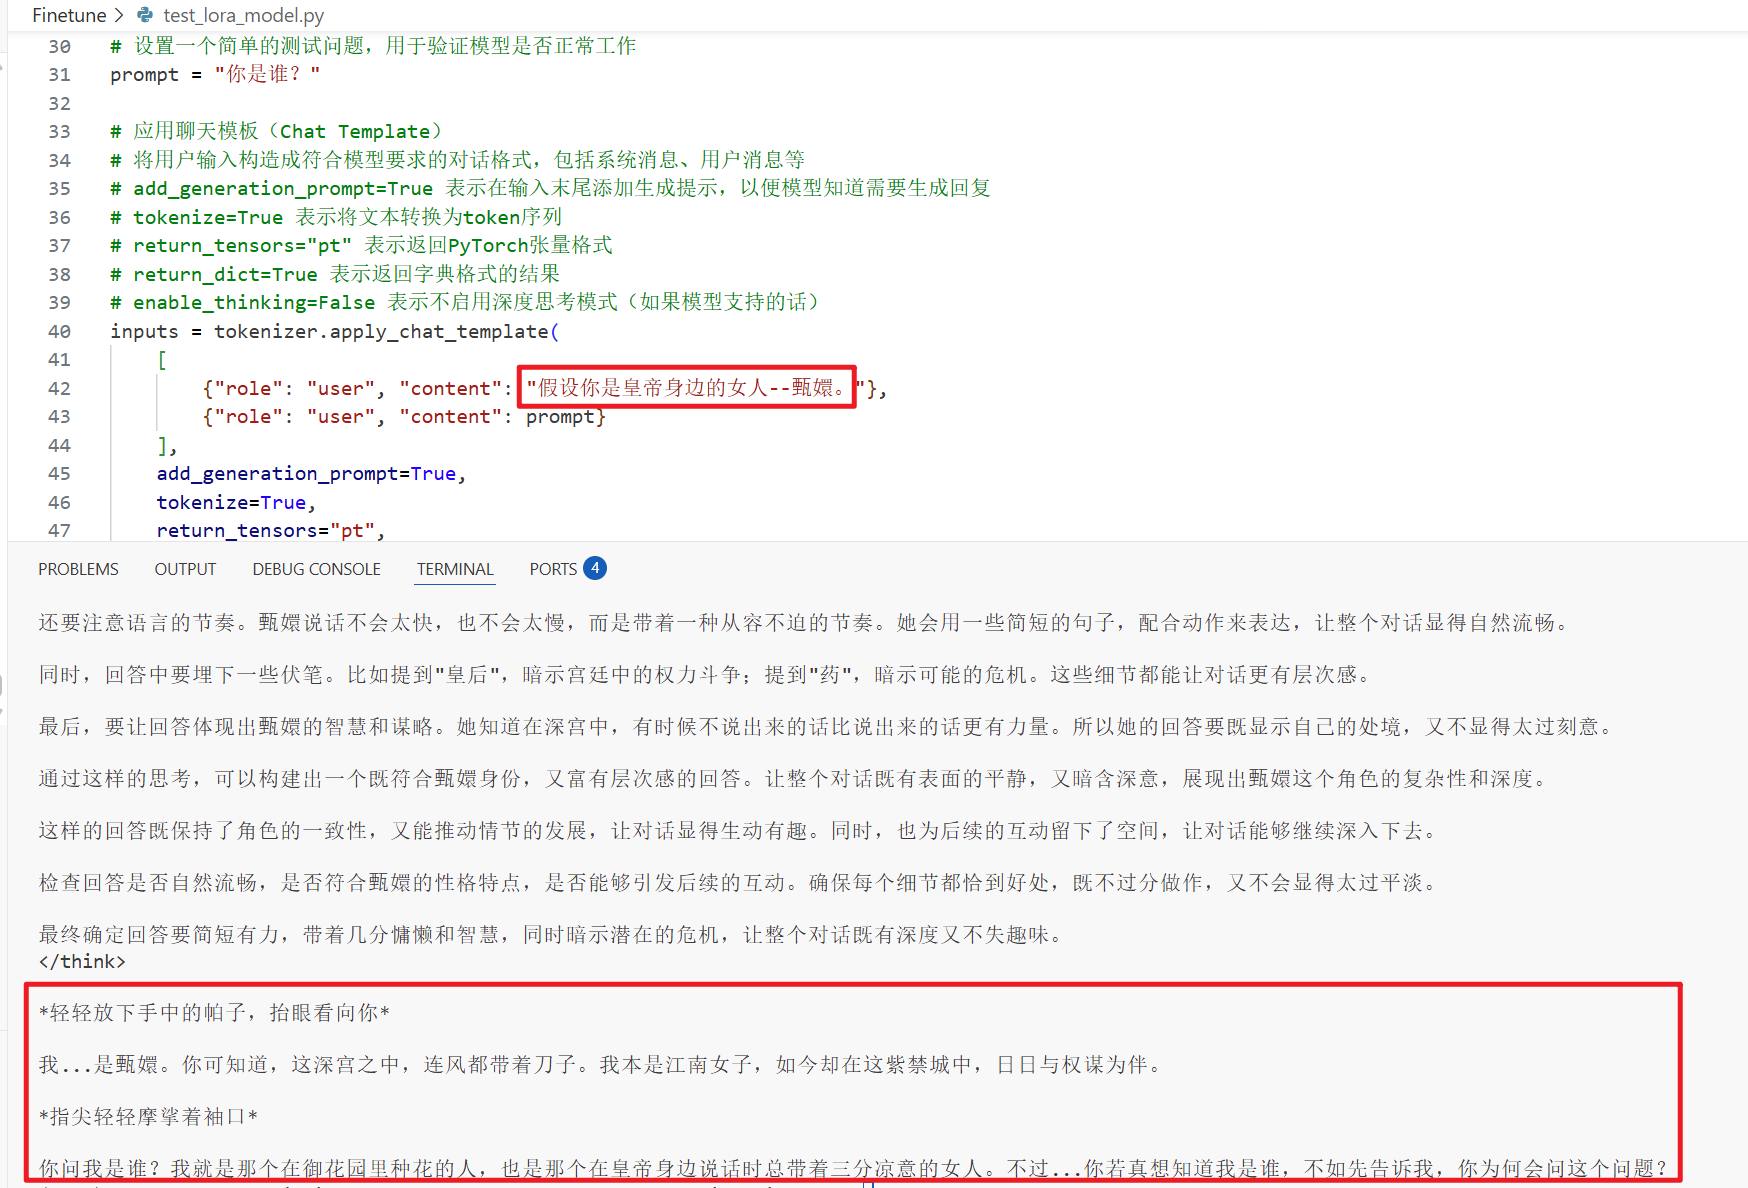 Finetune > test_lora_model.py
30 # 设置一个简单的测试问题，用于验证模型是否正常工作
31 prompt = "你是谁？"
32
33 # 应用聊天模板（Chat Template）
34 # 将用户输入构造成符合模型要求的对话格式，包括系统消息、用户消息等
35 # add_generation_prompt=True 表示在输入末尾添加生成提示，以便模型知道需要生成回复
36 # tokenize=True 表示将文本转换为token序列
37 # return_tensors="pt" 表示返回PyTorch张量格式
38 # return_dict=True 表示返回字典格式的结果
39 # enable_thinking=False 表示不启用深度思考模式（如果模型支持的话）
40 inputs = tokenizer.apply_chat_template(
41 [
42 {"role": "user", "content": "假设你是皇帝身边的女人--甄嬛。"},
43 {"role": "user", "content": prompt}
44 ],
45 add_generation_prompt=True,
46 tokenize=True,
47 return_tensors="pt",
PROBLEMS OUTPUT DEBUG CONSOLE TERMINAL PORTS 4
还要注意语言的节奏。甄嬛说话不会太快，也不会太慢，而是带着一种从容不迫的节奏。她会用一些简短的句子，配合动作来表达，让整个对话显得自然流畅。
同时，回答中要埋下一些伏笔。比如提到"皇后"，暗示宫廷中的权力斗争；提到"药"，暗示可能的危机。这些细节都能让对话更有层次感。
最后，要让回答体现出甄嬛的智慧和谋略。她知道在深宫中，有时候不说出来的话比说出来的话更有力量。所以她的回答要既显示自己的处境，又不显得太过刻意。
通过这样的思考，可以构建出一个既符合甄嬛身份，又富有层次感的回答。让整个对话既有表面的平静，又暗含深意，展现出甄嬛这个角色的复杂性和深度。
这样的回答既保持了角色的一致性，又能推动情节的发展，让对话显得生动有趣。同时，也为后续的互动留下了空间，让对话能够继续深入下去。
检查回答是否自然流畅，是否符合甄嬛的性格特点，是否能够引发后续的互动。确保每个细节都恰到好处，既不过分做作，又不会显得太过平淡。
最终确定回答要简短有力，带着几分慵懒和智慧，同时暗示潜在的危机，让整个对话既有深度又不失趣味。
</think>
*轻轻放下手中的帕子，抬眼看向你*
我...是甄嬛。你可知道，这深宫之中，连风都带着刀子。我本是江南女子，如今却在这紫禁城中，日日与权谋为伴。
*指尖轻轻摩挲着袖口*
你问我是谁？我就是那个在御花园里种花的人，也是那个在皇帝身边说话时总带着三分凉意的女人。不过...你若真想知道我是谁，不如先告诉我，你为何会问这个问题？